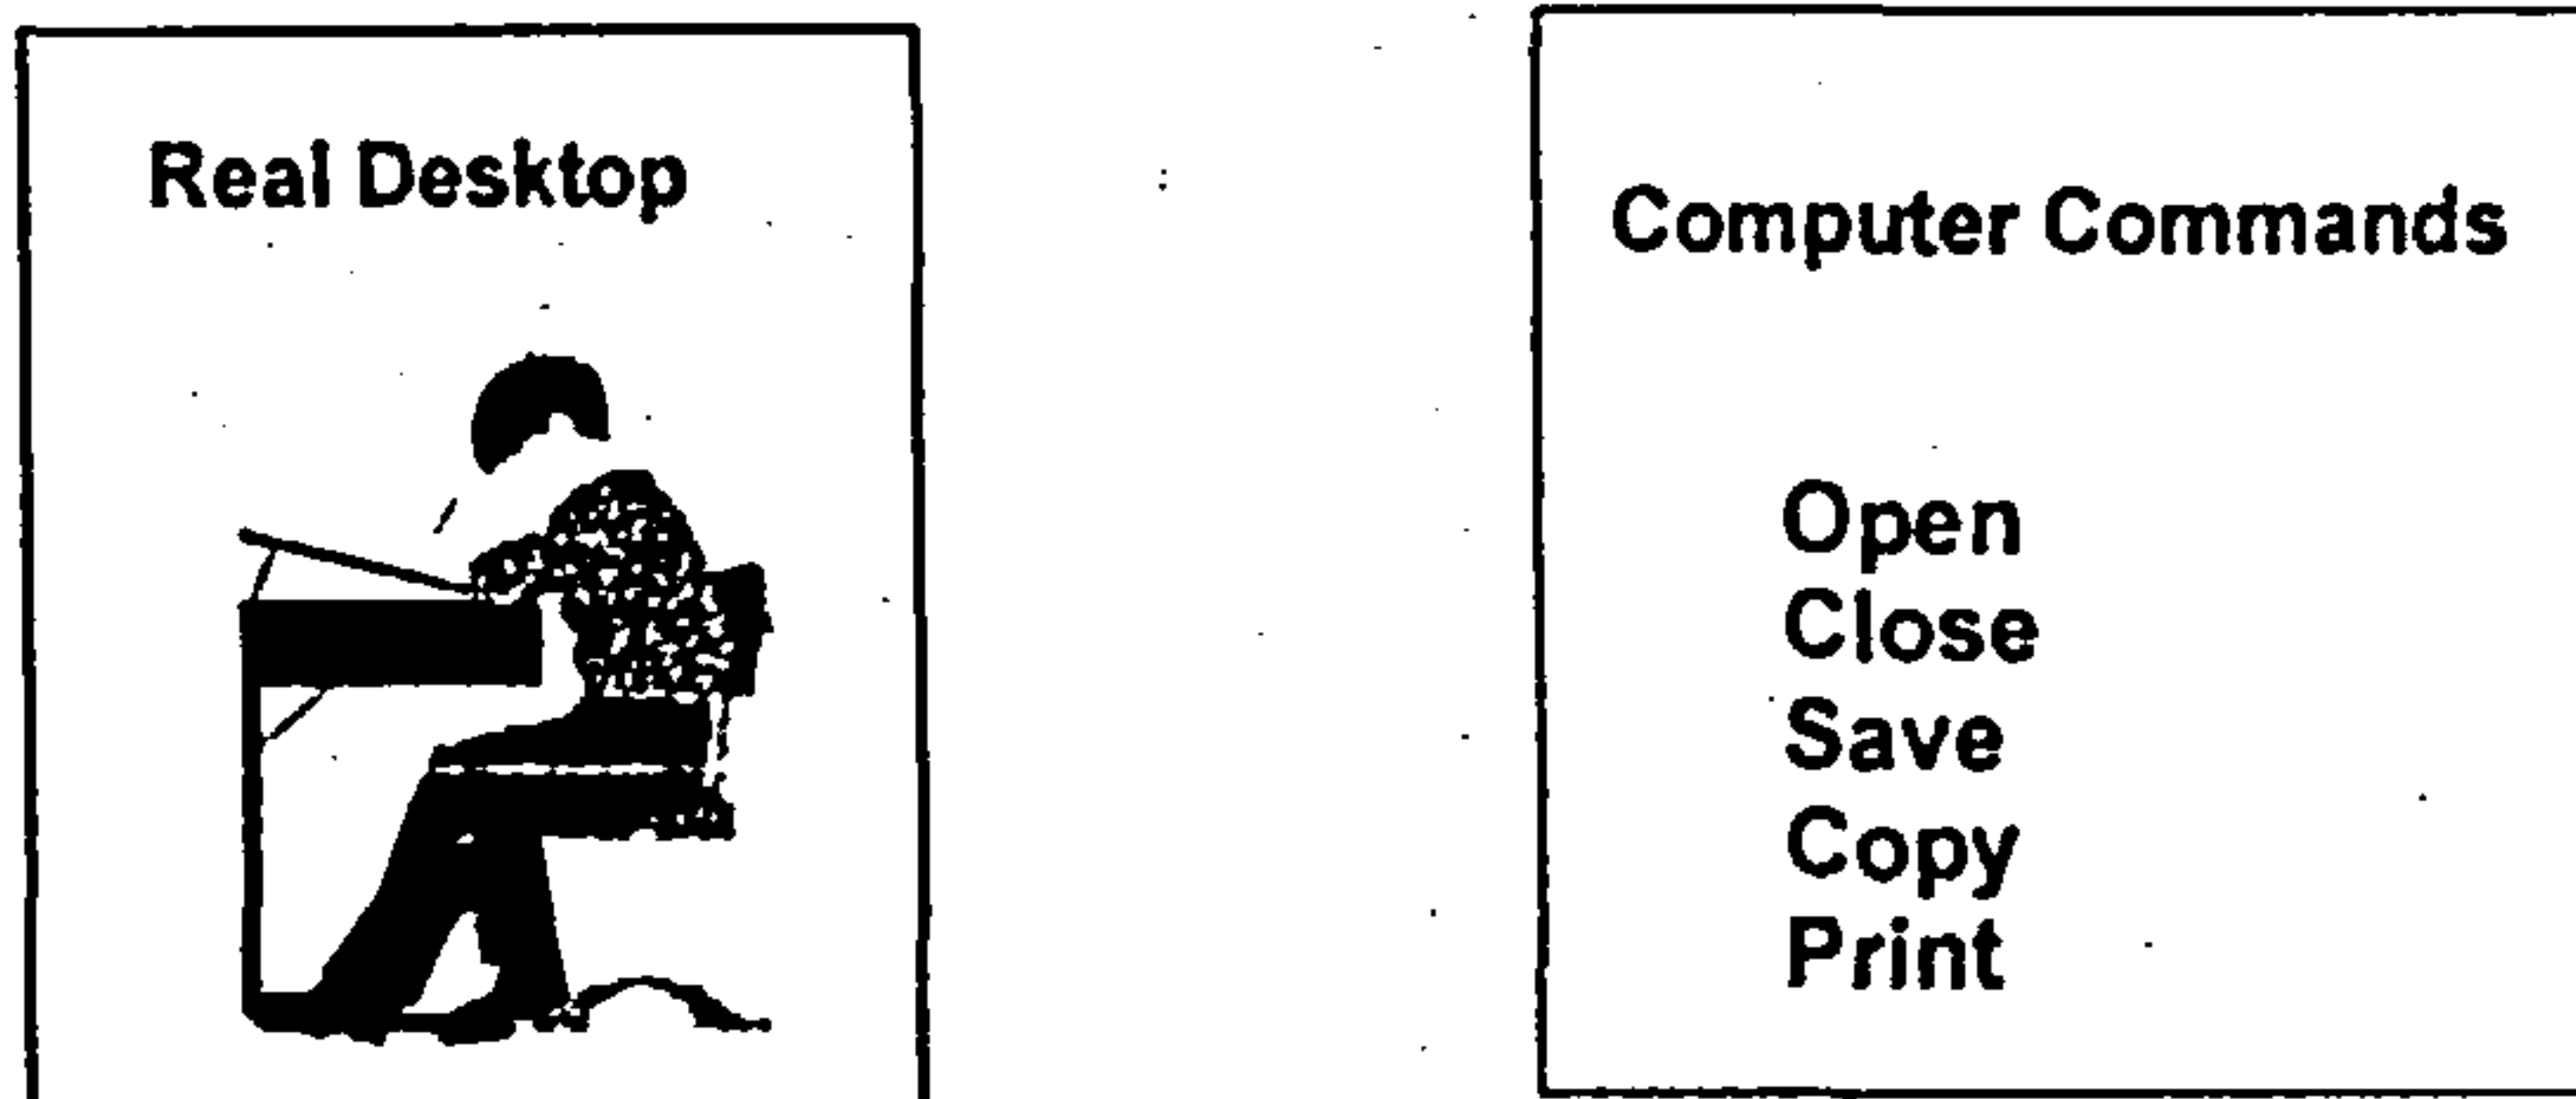 Real Desktop
Computer Commands
Open
Close
Save
Copy
Print